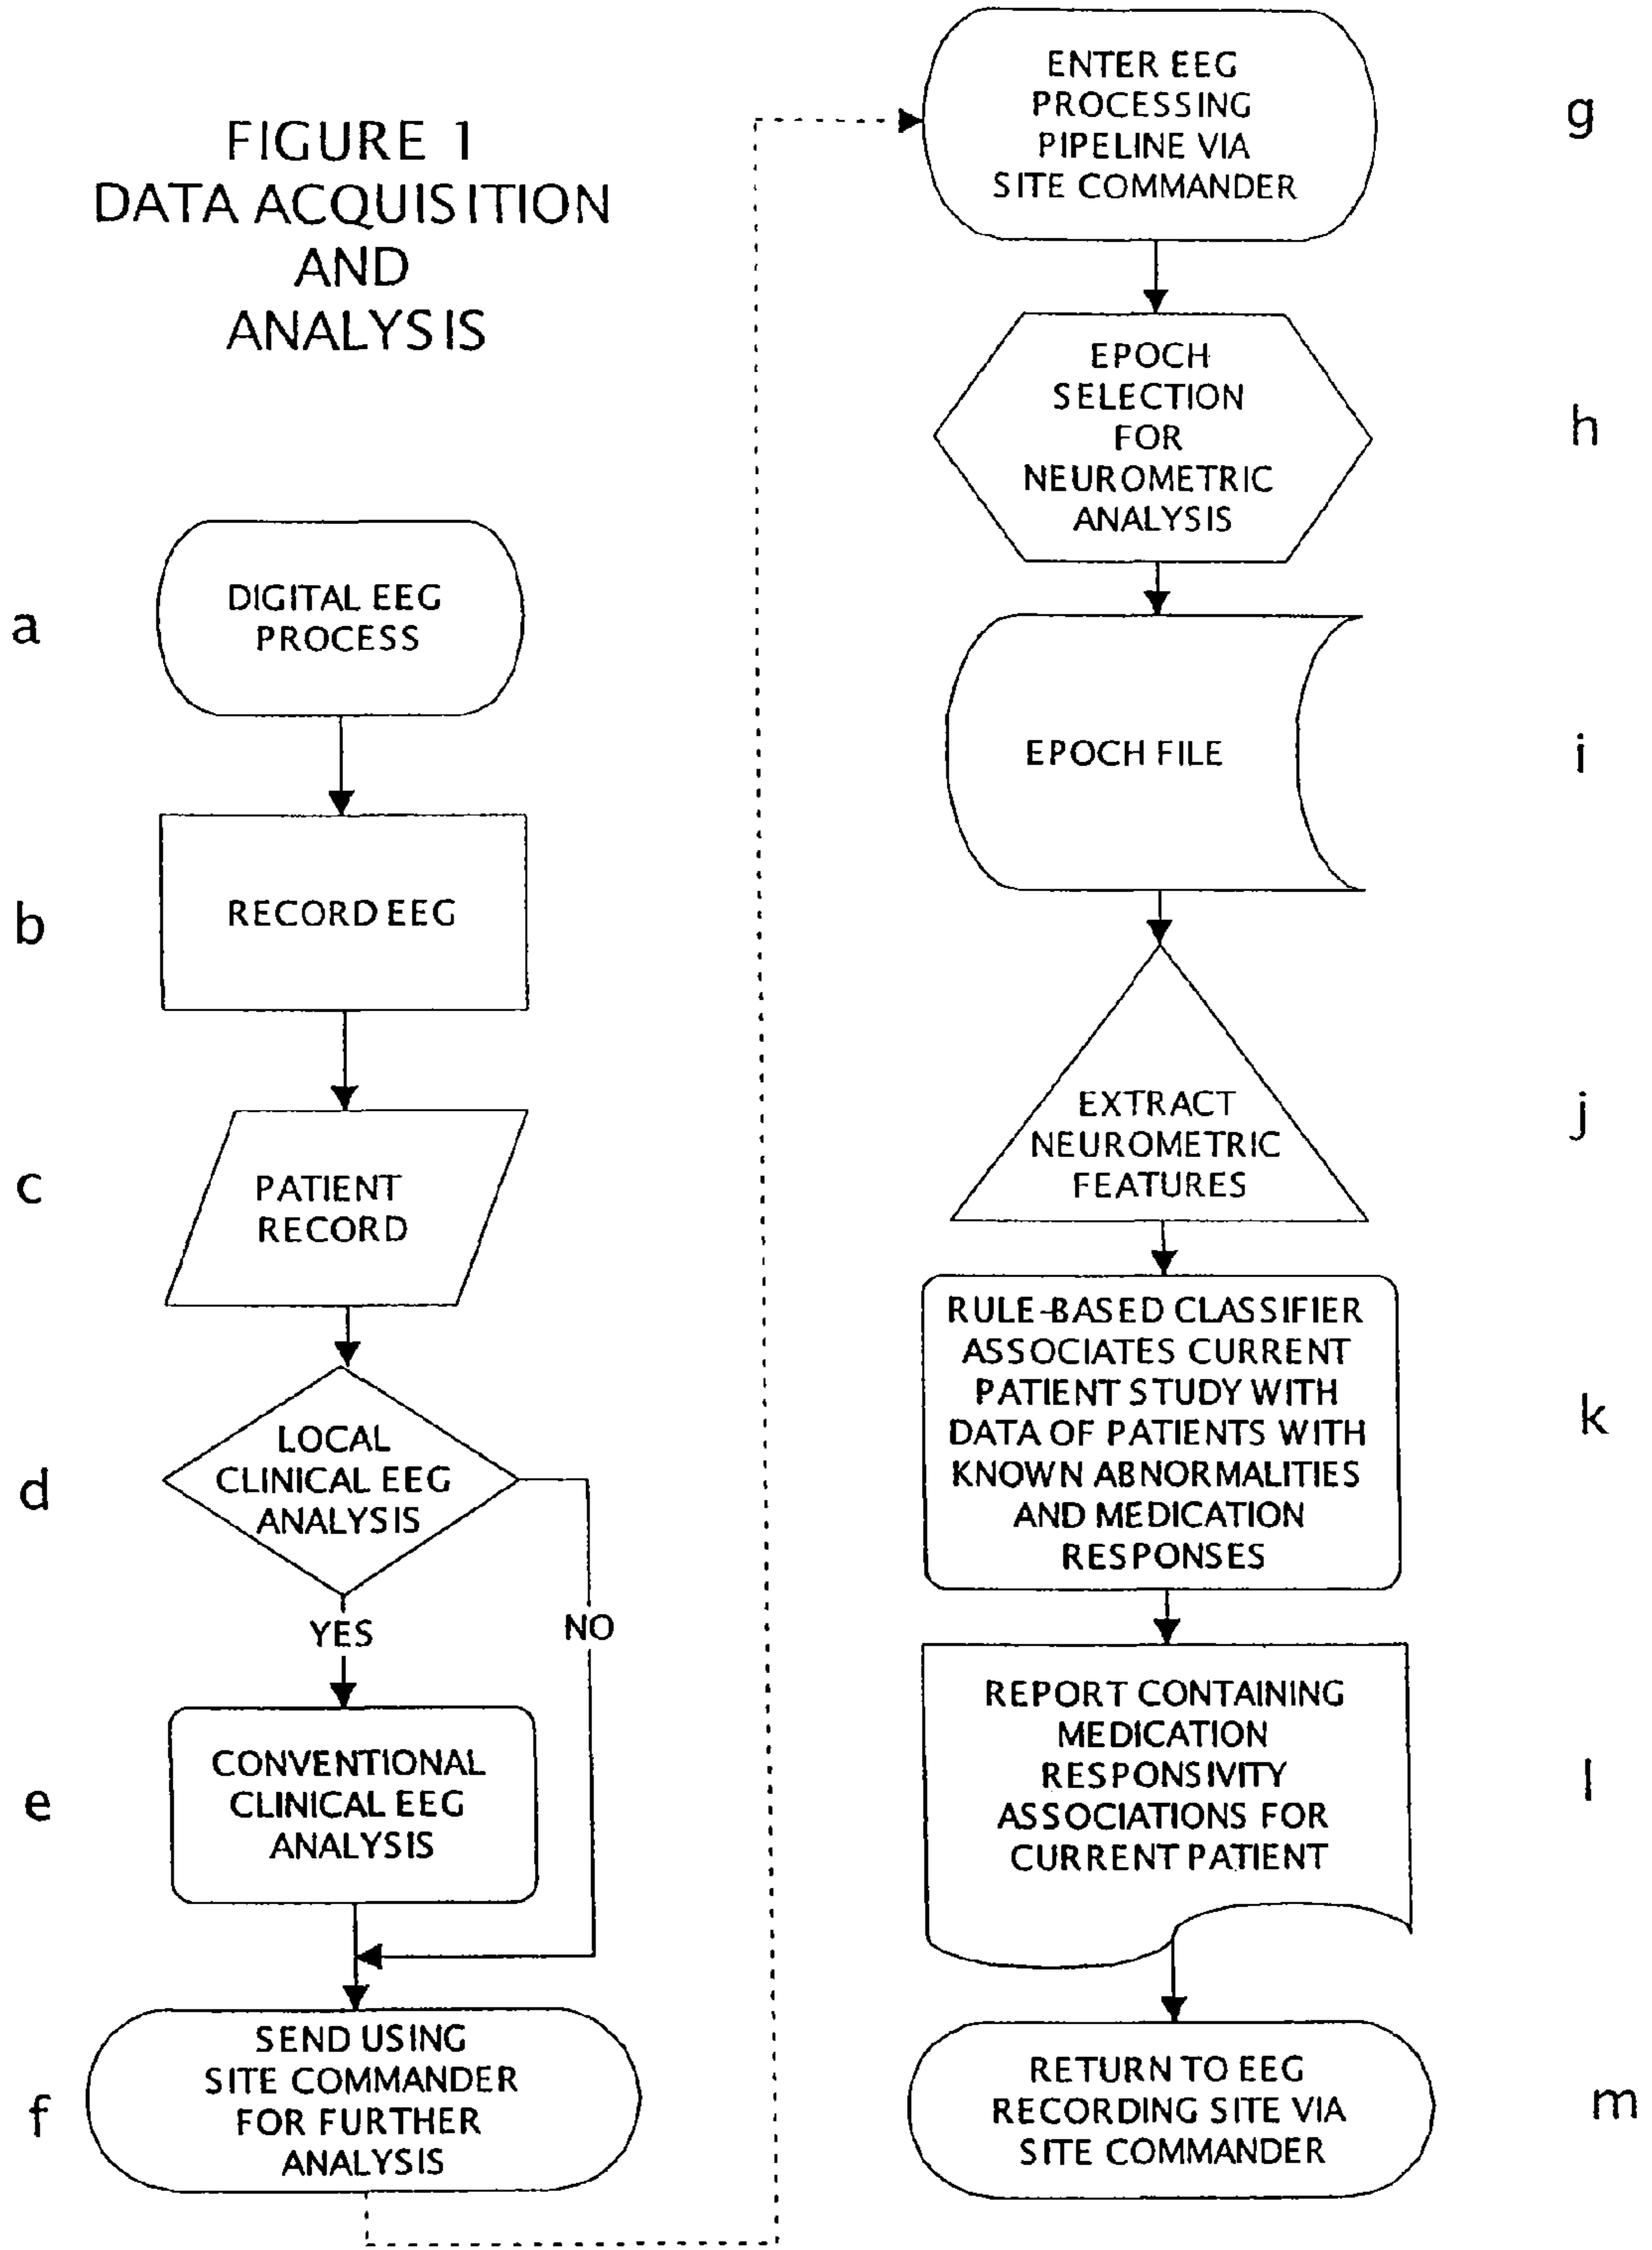 FIGURE 1
DATA ACQUISITION
AND
ANALYSIS
a
DIGITAL EEG
PROCESS
b
RECORD EEG
c
PATIENT
RECORD
d
LOCAL
CLINICAL EEG
ANALYSIS
YES
NO
e
CONVENTIONAL
CLINICAL EEG
ANALYSIS
f
SEND USING
SITE COMMANDER
FOR FURTHER
ANALYSIS
ENTER EEG
PROCESSING
PIPELINE VIA
SITE COMMANDER
g
EPOCH
SELECTION
FOR
NEUROMETRIC
ANALYSIS
h
EPOCH FILE
i
EXTRACT
NEUROMETRIC
FEATURES
j
RULE-BASED CLASSIFIER
ASSOCIATES CURRENT
PATIENT STUDY WITH
DATA OF PATIENTS WITH
KNOWN ABNORMALITIES
AND MEDICATION
RESPONSES
k
REPORT CONTAINING
MEDICATION
RESPONSIVITY
ASSOCIATIONS FOR
CURRENT PATIENT
l
RETURN TO EEG
RECORDING SITE VIA
SITE COMMANDER
m